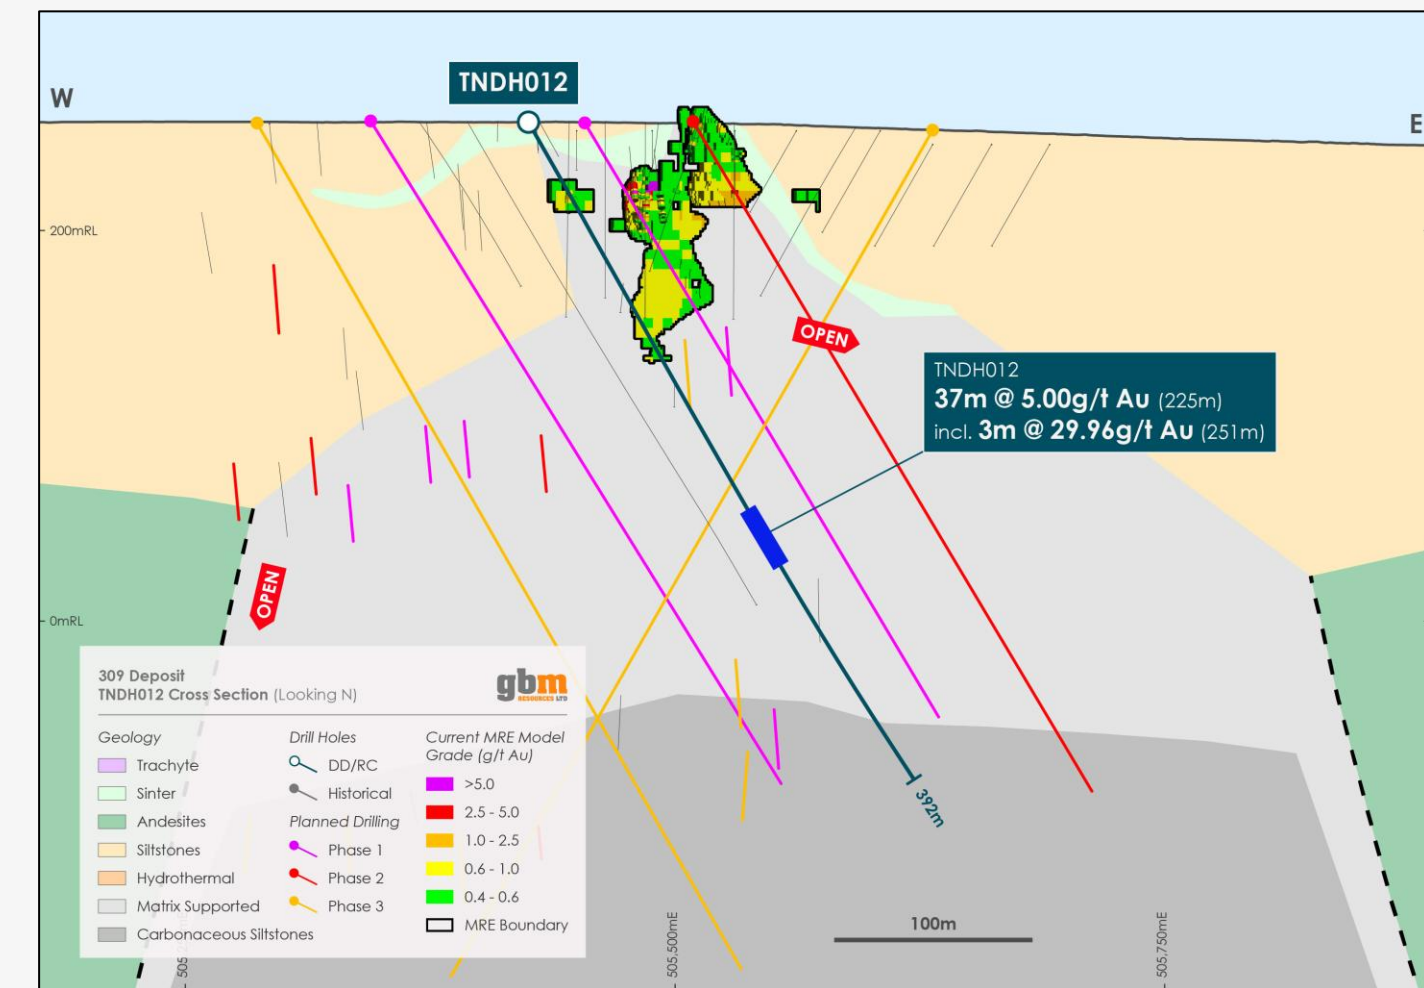 W
TNDH012
E
200mRL
OPEN
TNDH012
37m @ 5.00g/t Au (225m)
incl. 3m @ 29.96g/t Au (251m)
OPEN
0mRL
309 Deposit
TNDH012 Cross Section (Looking N)
gbm
RESOURCES LTD
Geology
Trachyte
Sinter
Andesites
Siltstones
Hydrothermal
Matrix Supported
Carbonaceous Siltstones
Drill Holes
DD/RC
Historical
Planned Drilling
Phase 1
Phase 2
Phase 3
Current MRE Model
Grade (g/t Au)
>5.0
2.5 - 5.0
1.0 - 2.5
0.6 - 1.0
0.4 - 0.6
MRE Boundary
392m
100m
505,500mE
505,750mE